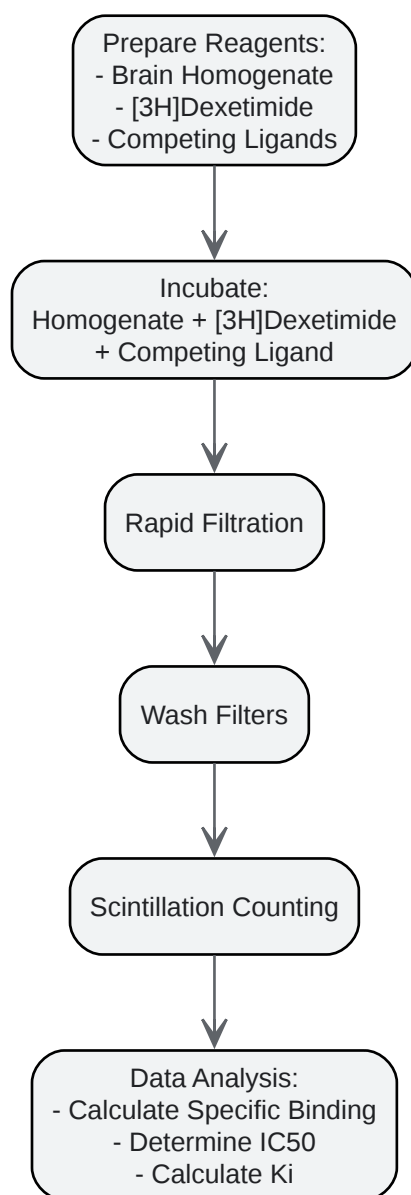 Prepare Reagents:
- Brain Homogenate
- [3H]Dexetimide
- Competing Ligands
Incubate:
Homogenate + [3H]Dexetimide
+ Competing Ligand
Rapid Filtration
Wash Filters
Scintillation Counting
Data Analysis:
- Calculate Specific Binding
- Determine IC50
- Calculate Ki